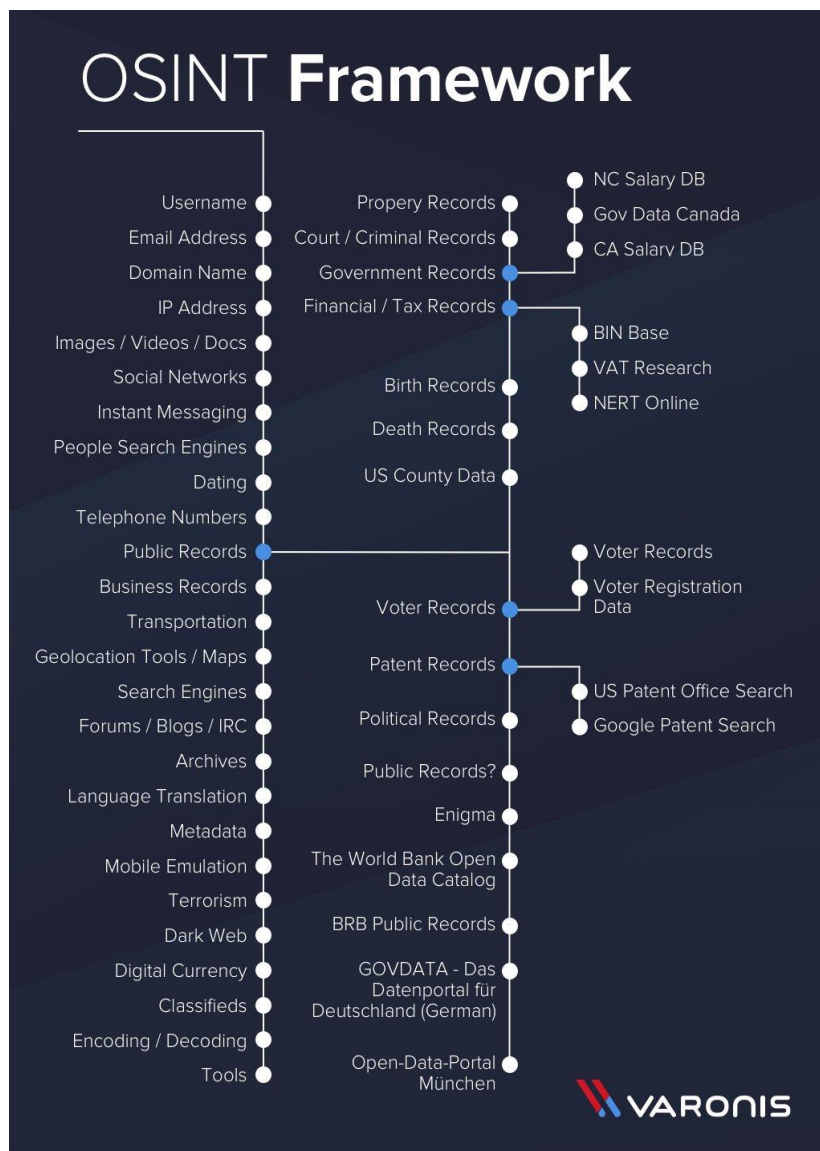 OSINT Framework
Username
Email Address
Domain Name
IP Address
Images / Videos / Docs
Social Networks
Instant Messaging
People Search Engines
Dating
Telephone Numbers
Public Records
Business Records
Transportation
Geolocation Tools / Maps
Search Engines
Forums / Blogs / IRC
Archives
Language Translation
Metadata
Mobile Emulation
Terrorism
Dark Web
Digital Currency
Classifieds
Encoding / Decoding
Tools
Propery Records
Court / Criminal Records
Government Records
Financial / Tax Records
Birth Records
Death Records
US County Data
Voter Records
Patent Records
Political Records
Public Records?
Enigma
The World Bank Open
Data Catalog
BRB Public Records
GOVDATA - Das
Datenportal für
Deutschland (German)
Open-Data-Portal
München
NC Salary DB
Gov Data Canada
CA Salary DB
BIN Base
VAT Research
NERT Online
Voter Records
Voter Registration
Data
US Patent Office Search
Google Patent Search
VARONIS